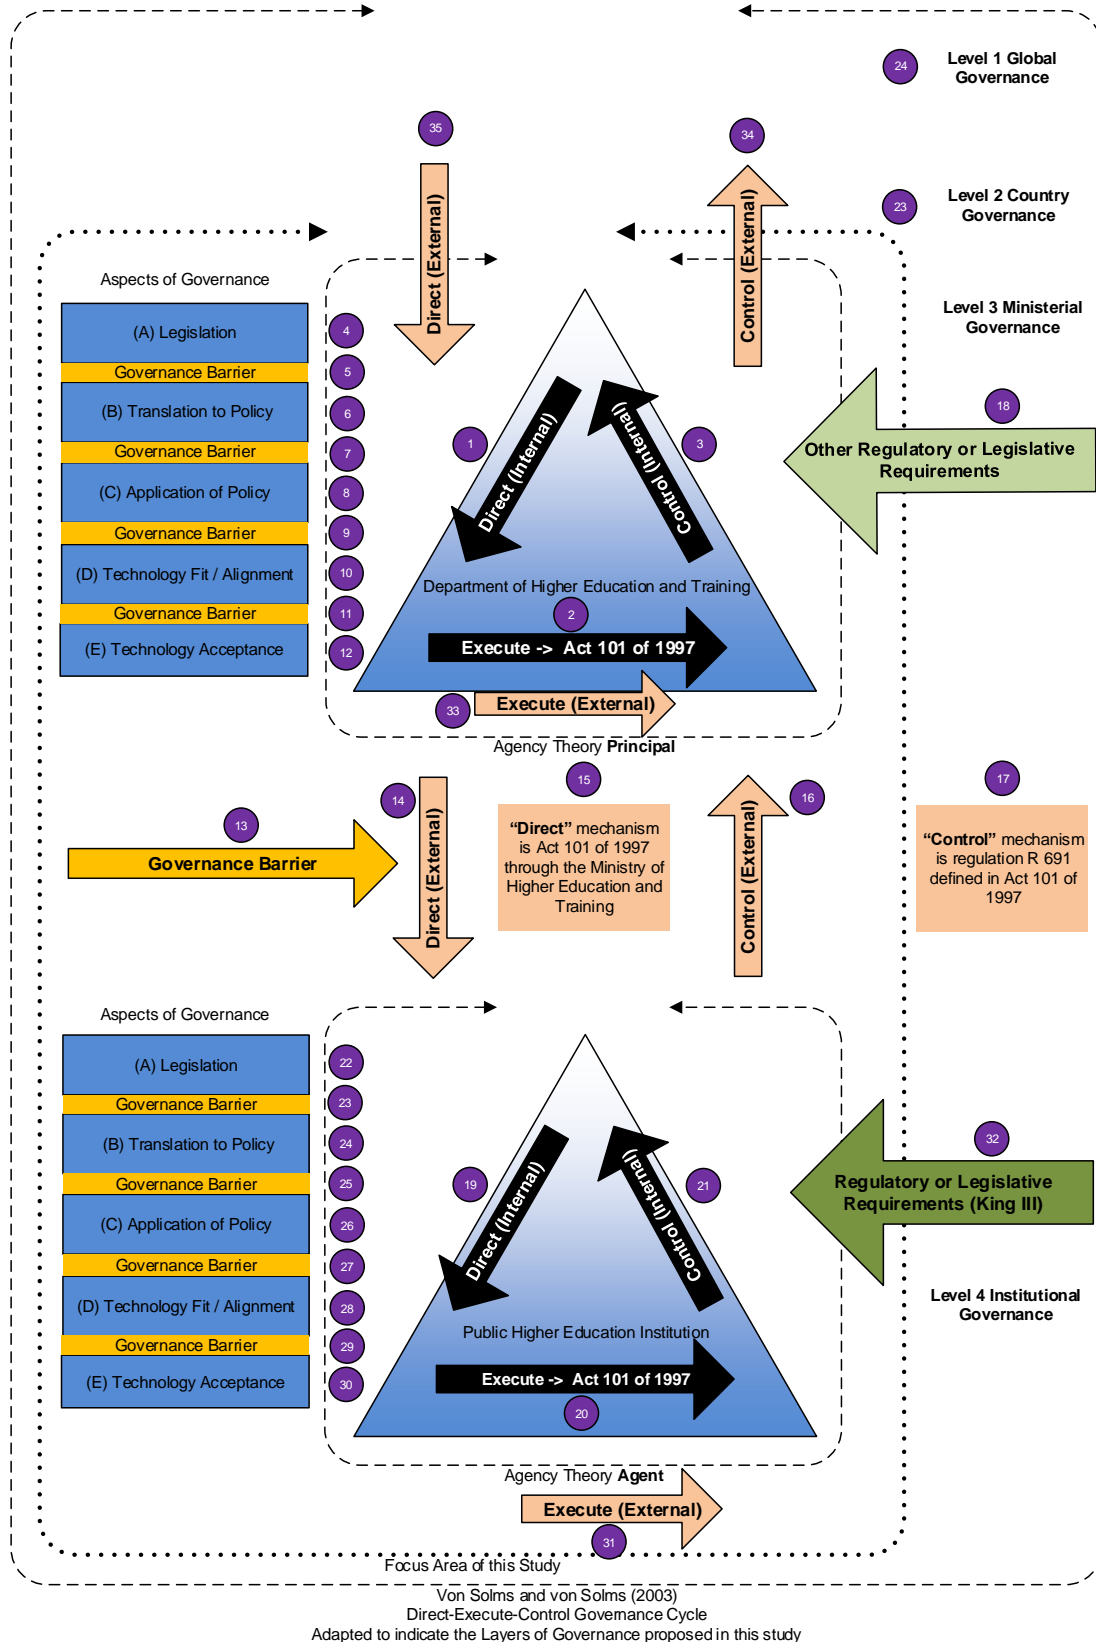 24
Level 1 Global
Governance
35
34
23
Level 2 Country
Governance
Direct (External)
Control (External)
Aspects of Governance
Level 3 Ministerial
Governance
(A) Legislation
4
Governance Barrier
5
(B) Translation to Policy
6
Governance Barrier
7
(C) Application of Policy
8
Governance Barrier
9
(D) Technology Fit / Alignment
10
Governance Barrier
11
(E) Technology Acceptance
12
1
Direct (Internal)
Control (Internal)
3
18
Other Regulatory or Legislative
Requirements
Department of Higher Education and Training
2
Execute -> Act 101 of 1997
33
Execute (External)
Agency Theory Principal
13
Governance Barrier
14
Direct (External)
15
“Direct” mechanism
is Act 101 of 1997
through the Ministry of
Higher Education and
Training
Control (External)
16
17
“Control” mechanism
is regulation R 691
defined in Act 101 of
1997
Aspects of Governance
(A) Legislation
22
Governance Barrier
23
(B) Translation to Policy
24
Governance Barrier
25
(C) Application of Policy
26
Governance Barrier
27
(D) Technology Fit / Alignment
28
Governance Barrier
29
(E) Technology Acceptance
30
19
Direct (Internal)
Control (Internal)
21
32
Regulatory or Legislative
Requirements (King III)
Level 4 Institutional
Governance
Public Higher Education Institution
Execute -> Act 101 of 1997
20
Agency Theory Agent
Execute (External)
31
Focus Area of this Study
Von Solms and von Solms (2003)
Direct-Execute-Control Governance Cycle
Adapted to indicate the Layers of Governance proposed in this study